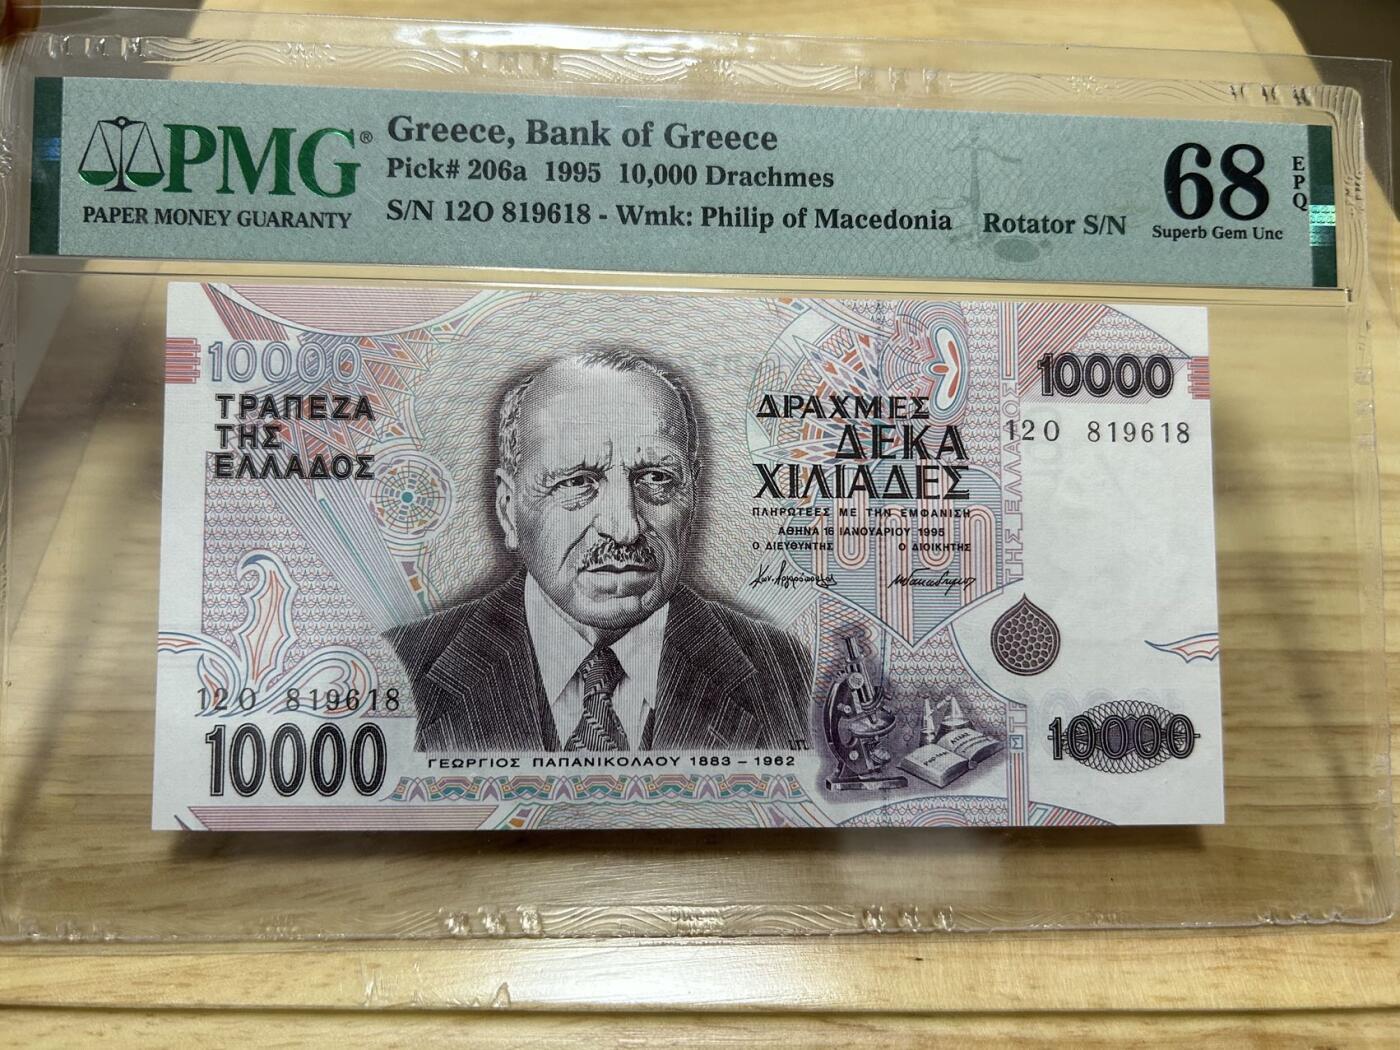 PMG®
PAPER MONEY GUARANTY
Greece, Bank of Greece
Pick# 206a 1995 10,000 Drachmes
S/N 12O 819618 - Wmk: Philip of Macedonia
Rotator S/N
68
EPQ
Superb Gem Unc
10000
ΤΡΑΠΕΖΑ
ΤΗΣ
ΕΛΛΑΔΟΣ
12O 819618
10000
ΓΕΩΡΓΙΟΣ ΠΑΠΑΝΙΚΟΛΑΟΥ 1883 – 1962
ΔΡΑΧΜΕΣ
ΔΕΚΑ
ΧΙΛΙΑΔΕΣ
ΠΛΗΡΩΤΕΕΣ ΜΕ ΤΗΝ ΕΜΦΑΝΙΣΗ
ΑΘΗΝΑ 16 ΙΑΝΟΥΑΡΙΟΥ 1995
Ο ΔΙΕΥΘΥΝΤΗΣ Ο ΔΙΟΙΚΗΤΗΣ
10000
12O 819618
ΤΗΣ ΕΛΛΑΔΟΣ
10000